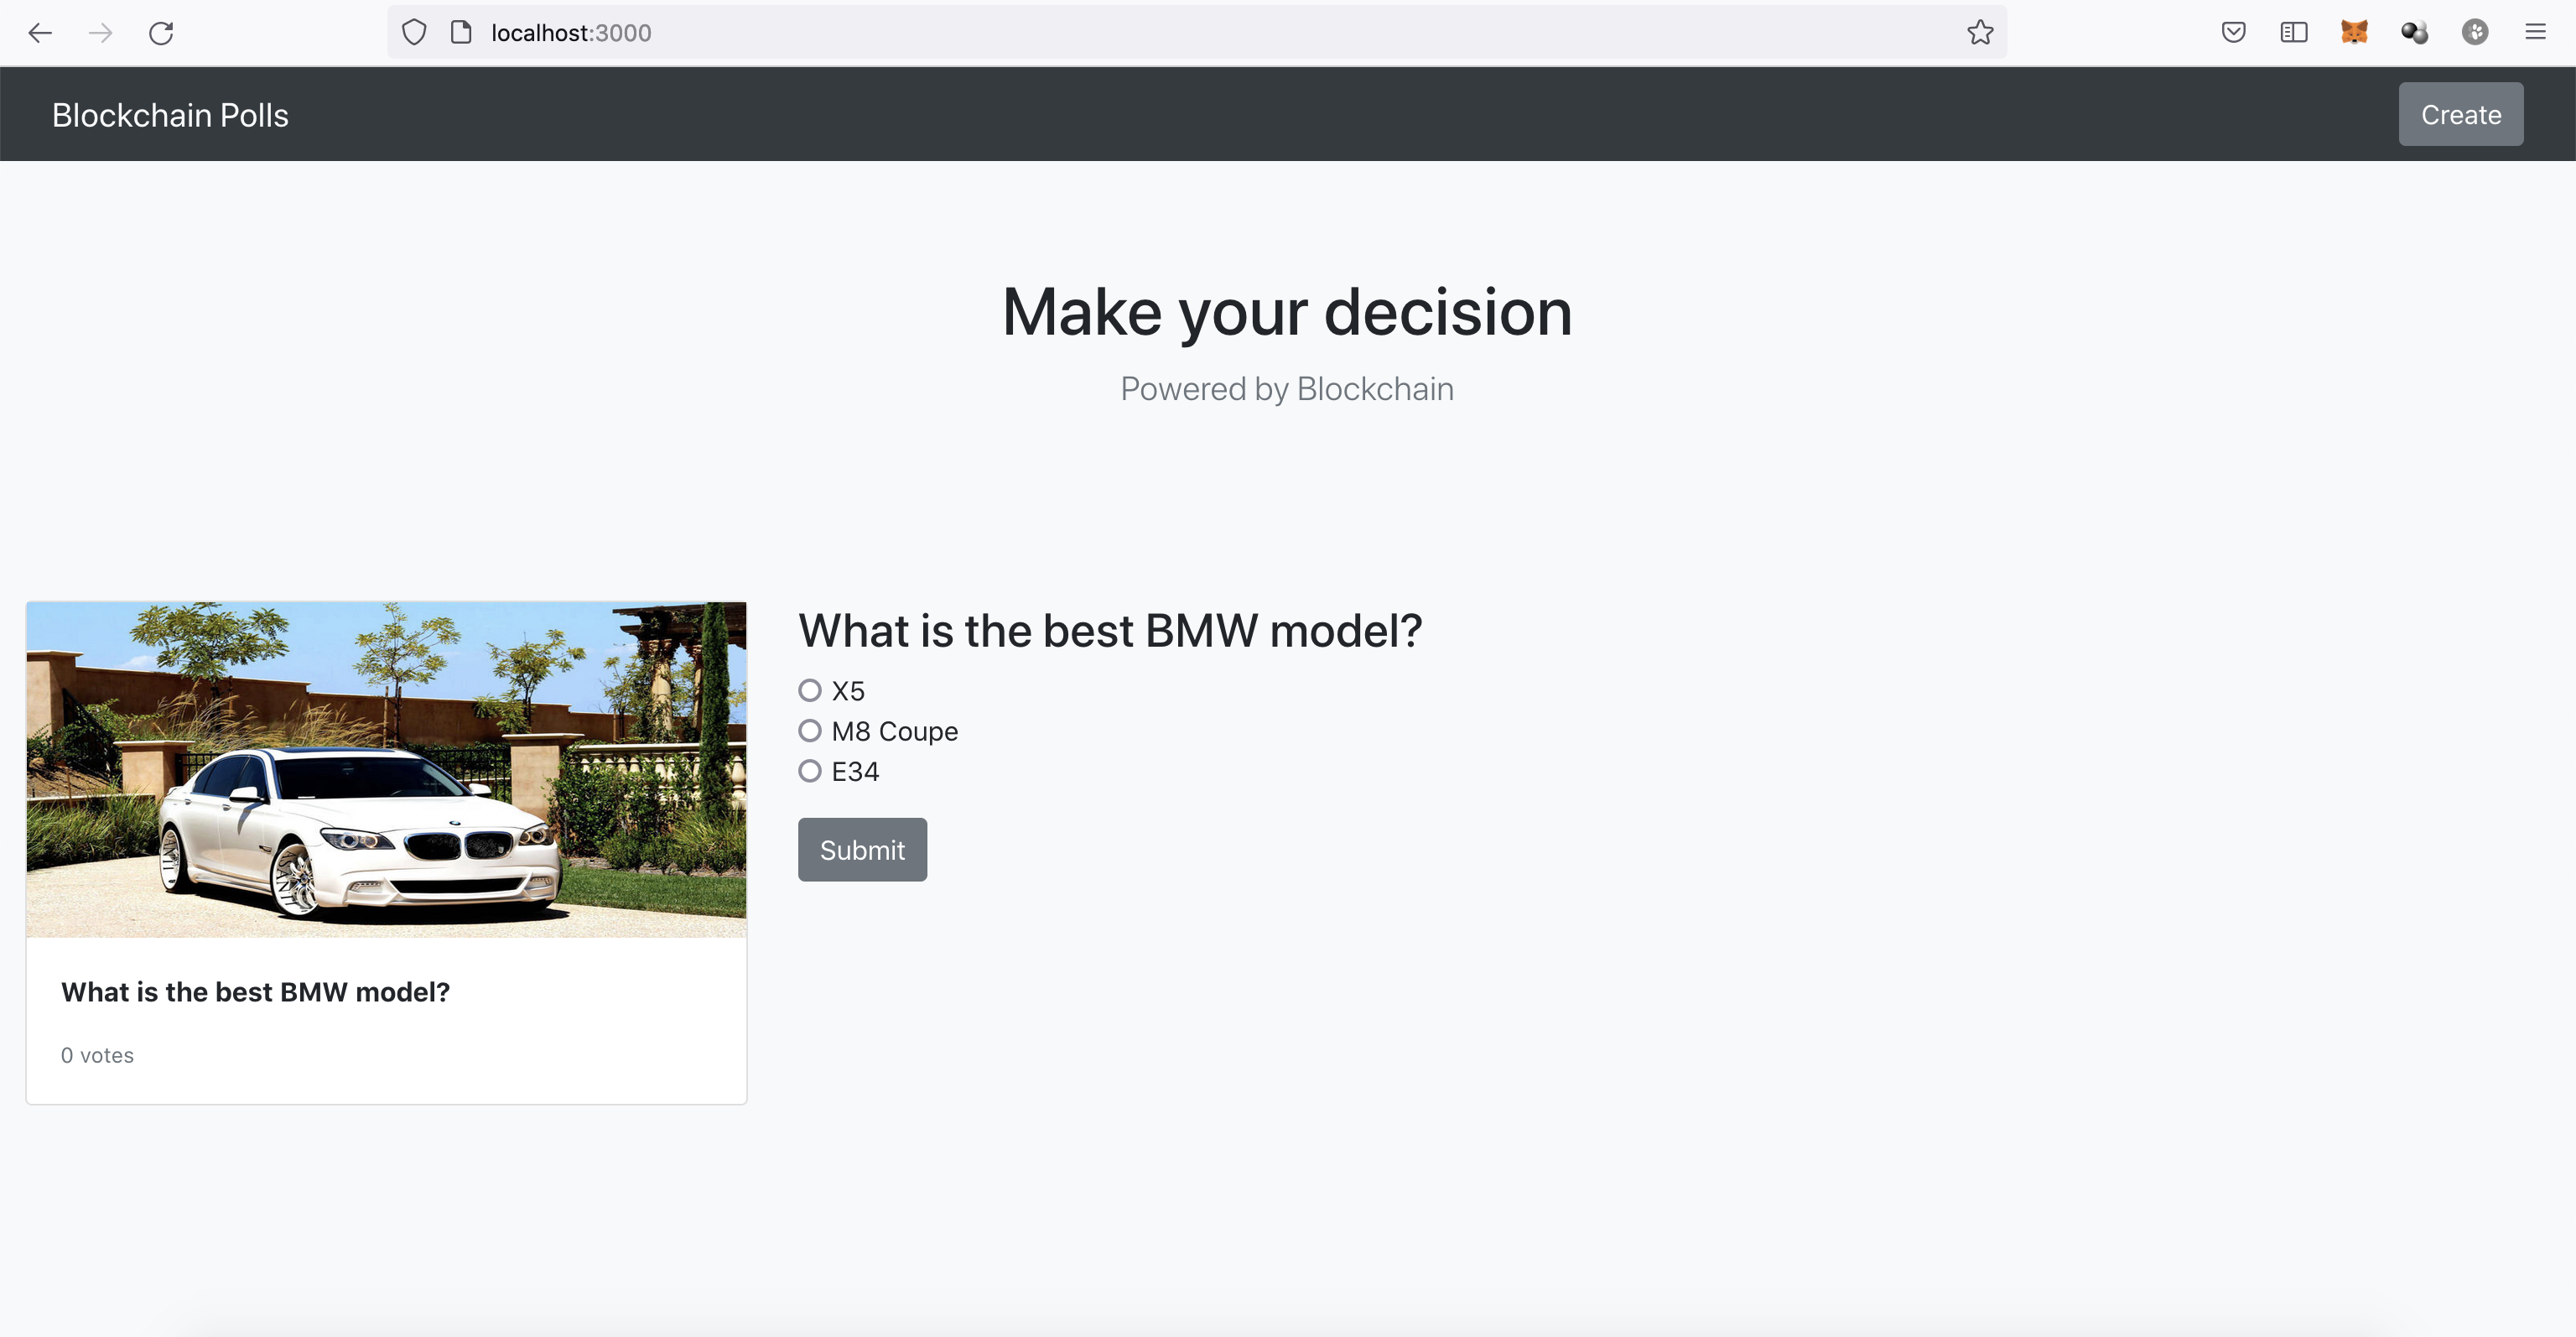 localhost:3000
Blockchain Polls
Create
Make your decision
Powered by Blockchain
What is the best BMW model?
X5
M8 Coupe
E34
Submit
What is the best BMW model?
0 votes